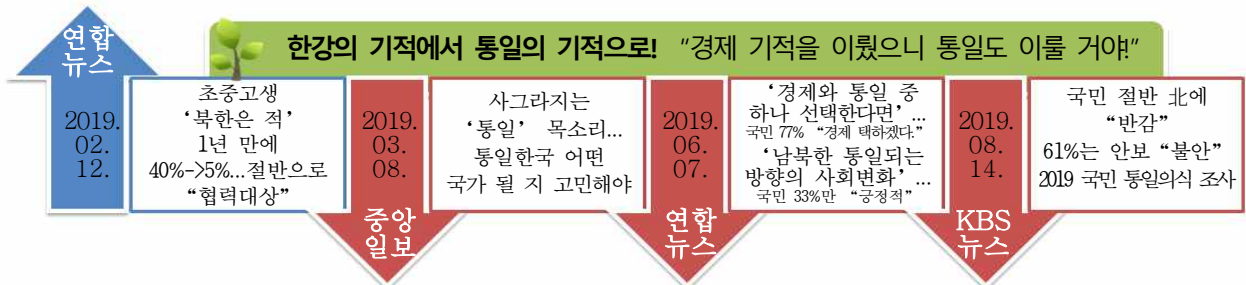 한강의 기적에서 통일의 기적으로! "경제 기적을 이뤘으니 통일도 이룰 거야!"
연합
뉴스
2019.
02.
12.
초중고생
‘북한은 적’
1년 만에
40%->5%...절반으로
“협력대상”
2019.
03.
08.
중앙
일보
사그라지는
‘통일’ 목소리...
통일한국 어떤
국가 될 지 고민해야
2019.
06.
07.
연합
뉴스
‘경제와 통일 중
하나 선택한다면’...
국민 77% “경제 택하겠다.”
‘남북한 통일되는
방향의 사회변화’...
국민 33%만 “긍정적”
2019.
08.
14.
KBS
뉴스
국민 절반 北에
“반감”
61%는 안보 “불안”
2019 국민 통일의식 조사